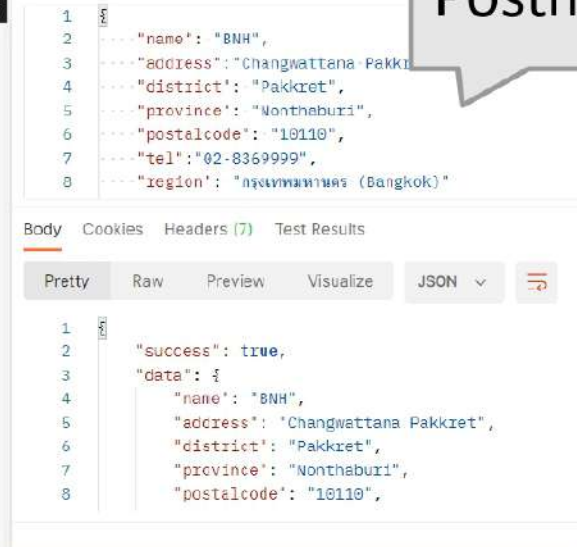 Postm
1 {
2 "name": "BNH",
3 "address":"Changwattana Pakkr
4 "district": "Pakkret",
5 "province": "Nonthaburi",
6 "postalcode": "10110",
7 "tel":"02-8369999",
8 "region": "กรุงเทพมหานคร (Bangkok)"
Body Cookies Headers (7) Test Results
Pretty Raw Preview Visualize JSON
1 {
2 "success": true,
3 "data": {
4 "name": "BNH",
5 "address": "Changwattana Pakkret",
6 "district": "Pakkret",
7 "province": "Nonthaburi",
8 "postalcode": "10110",